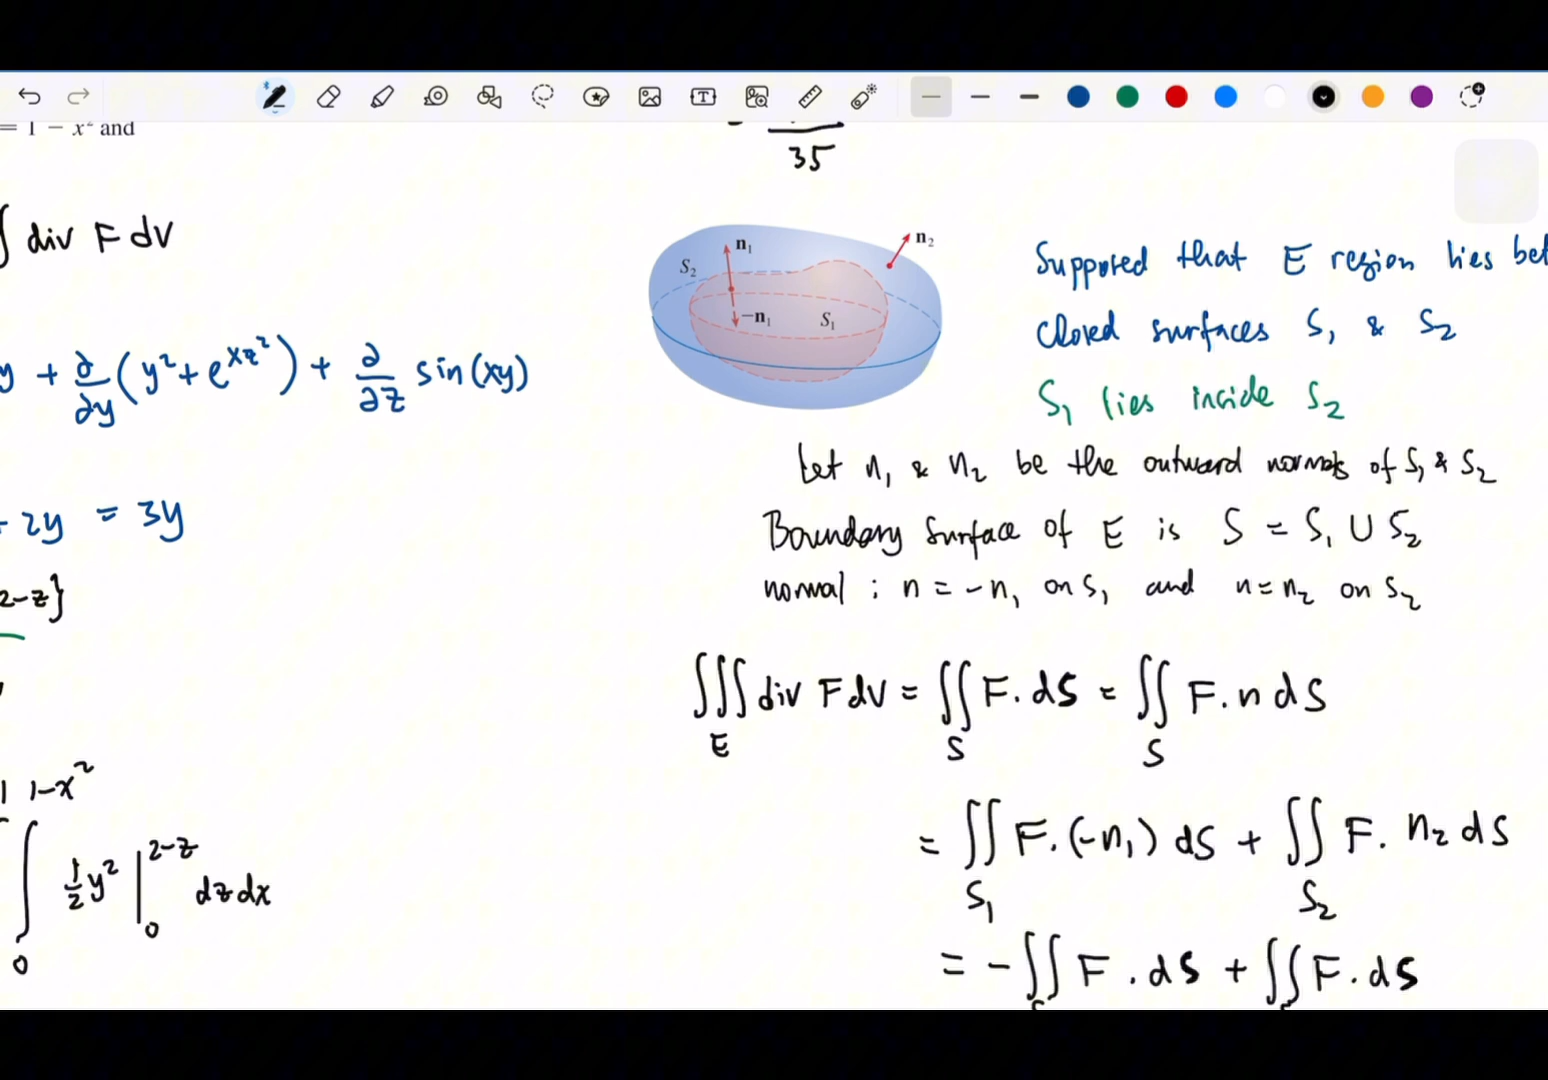 = 1 − x² and
35
∫ div F dV
n₁
n₂
S₂
−n₁
S₁
Supposed that E region lies bet
closed surfaces S₁ & S₂
S₁ lies inside S₂
y + ∂/∂y (y² + e^(xz²)) + ∂/∂z sin(xy)
Let n₁ & n₂ be the outward normals of S₁ & S₂
Boundary Surface of E is S = S₁ ∪ S₂
normal : n = −n₁ on S₁ and n = n₂ on S₂
+ 2y = 3y
2−z}
∭_E div F dV = ∬_S F · dS = ∬_S F · n dS
= ∬_S₁ F · (−n₁) dS + ∬_S₂ F · n₂ dS
= − ∬ F · dS + ∬ F · dS
1 1−x²
∫_0 ½y² |_0^(2−z) dz dx